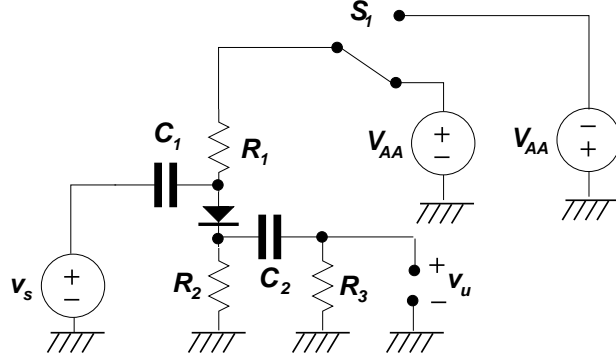 S1
C1
R1
+
−
VAA
VAA
−
+
vs
+
−
R2
C2
R3
+
vu
−